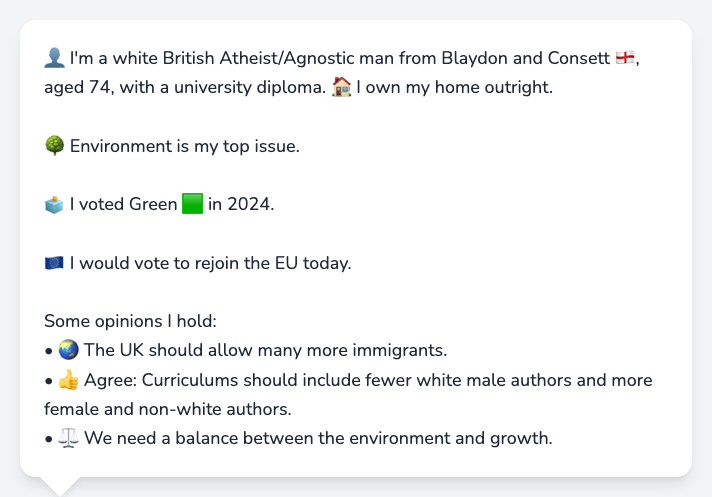 👤 I'm a white British Atheist/Agnostic man from Blaydon and Consett 🏴󠁧󠁢󠁥󠁮󠁧󠁿,
aged 74, with a university diploma. 🏠 I own my home outright.
🌳 Environment is my top issue.
🗳️ I voted Green 🟩 in 2024.
🇪🇺 I would vote to rejoin the EU today.
Some opinions I hold:
• 🌏 The UK should allow many more immigrants.
• 👍 Agree: Curriculums should include fewer white male authors and more
female and non-white authors.
• ⚖️ We need a balance between the environment and growth.